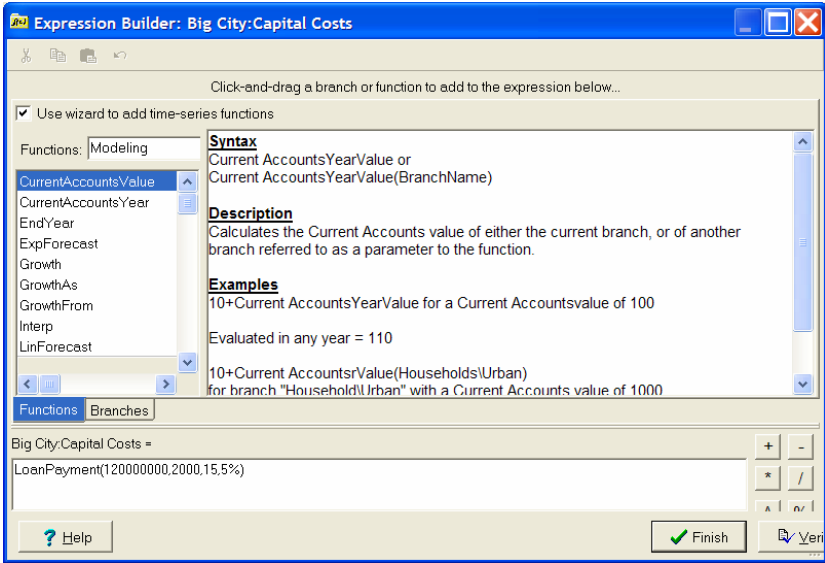 Expression Builder: Big City:Capital Costs
Click-and-drag a branch or function to add to the expression below...
Use wizard to add time-series functions
Functions: Modeling
CurrentAccountsValue
CurrentAccountsYear
EndYear
ExpForecast
Growth
GrowthAs
GrowthFrom
Interp
LinForecast
Syntax
Current AccountsYearValue or
Current AccountsYearValue(BranchName)
Description
Calculates the Current Accounts value of either the current branch, or of another
branch referred to as a parameter to the function.
Examples
10+Current AccountsYearValue for a Current Accountsvalue of 100
Evaluated in any year = 110
10+Current AccountsrValue(Households\Urban)
for branch "Household\Urban" with a Current Accounts value of 1000
Functions Branches
Big City:Capital Costs =
LoanPayment(120000000,2000,15,5%)
+ -
* /
Help
Finish
Veri